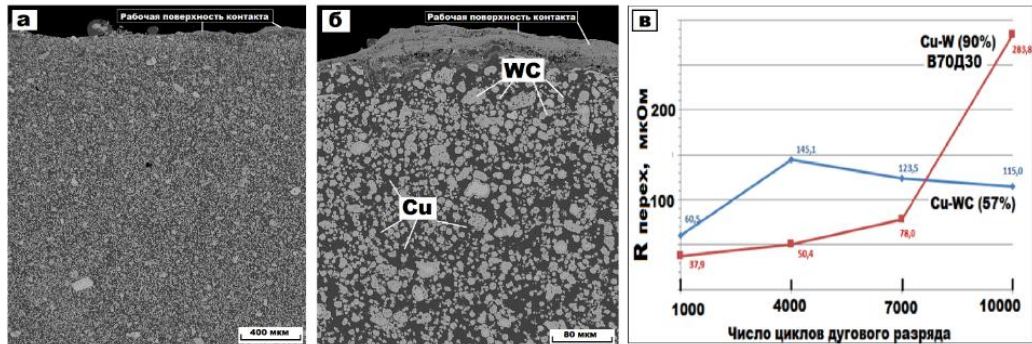 а
Рабочая поверхность контакта
400 мкм
б
Рабочая поверхность контакта
WC
Cu
80 мкм
в
R перех, мкОм
200
100
Cu-W (90%)
В70Д30
283,8
145,1
123,5
115,0
60,5
Cu-WC (57%)
37,9
50,4
78,0
1000
4000
7000
10000
Число циклов дугового разряда